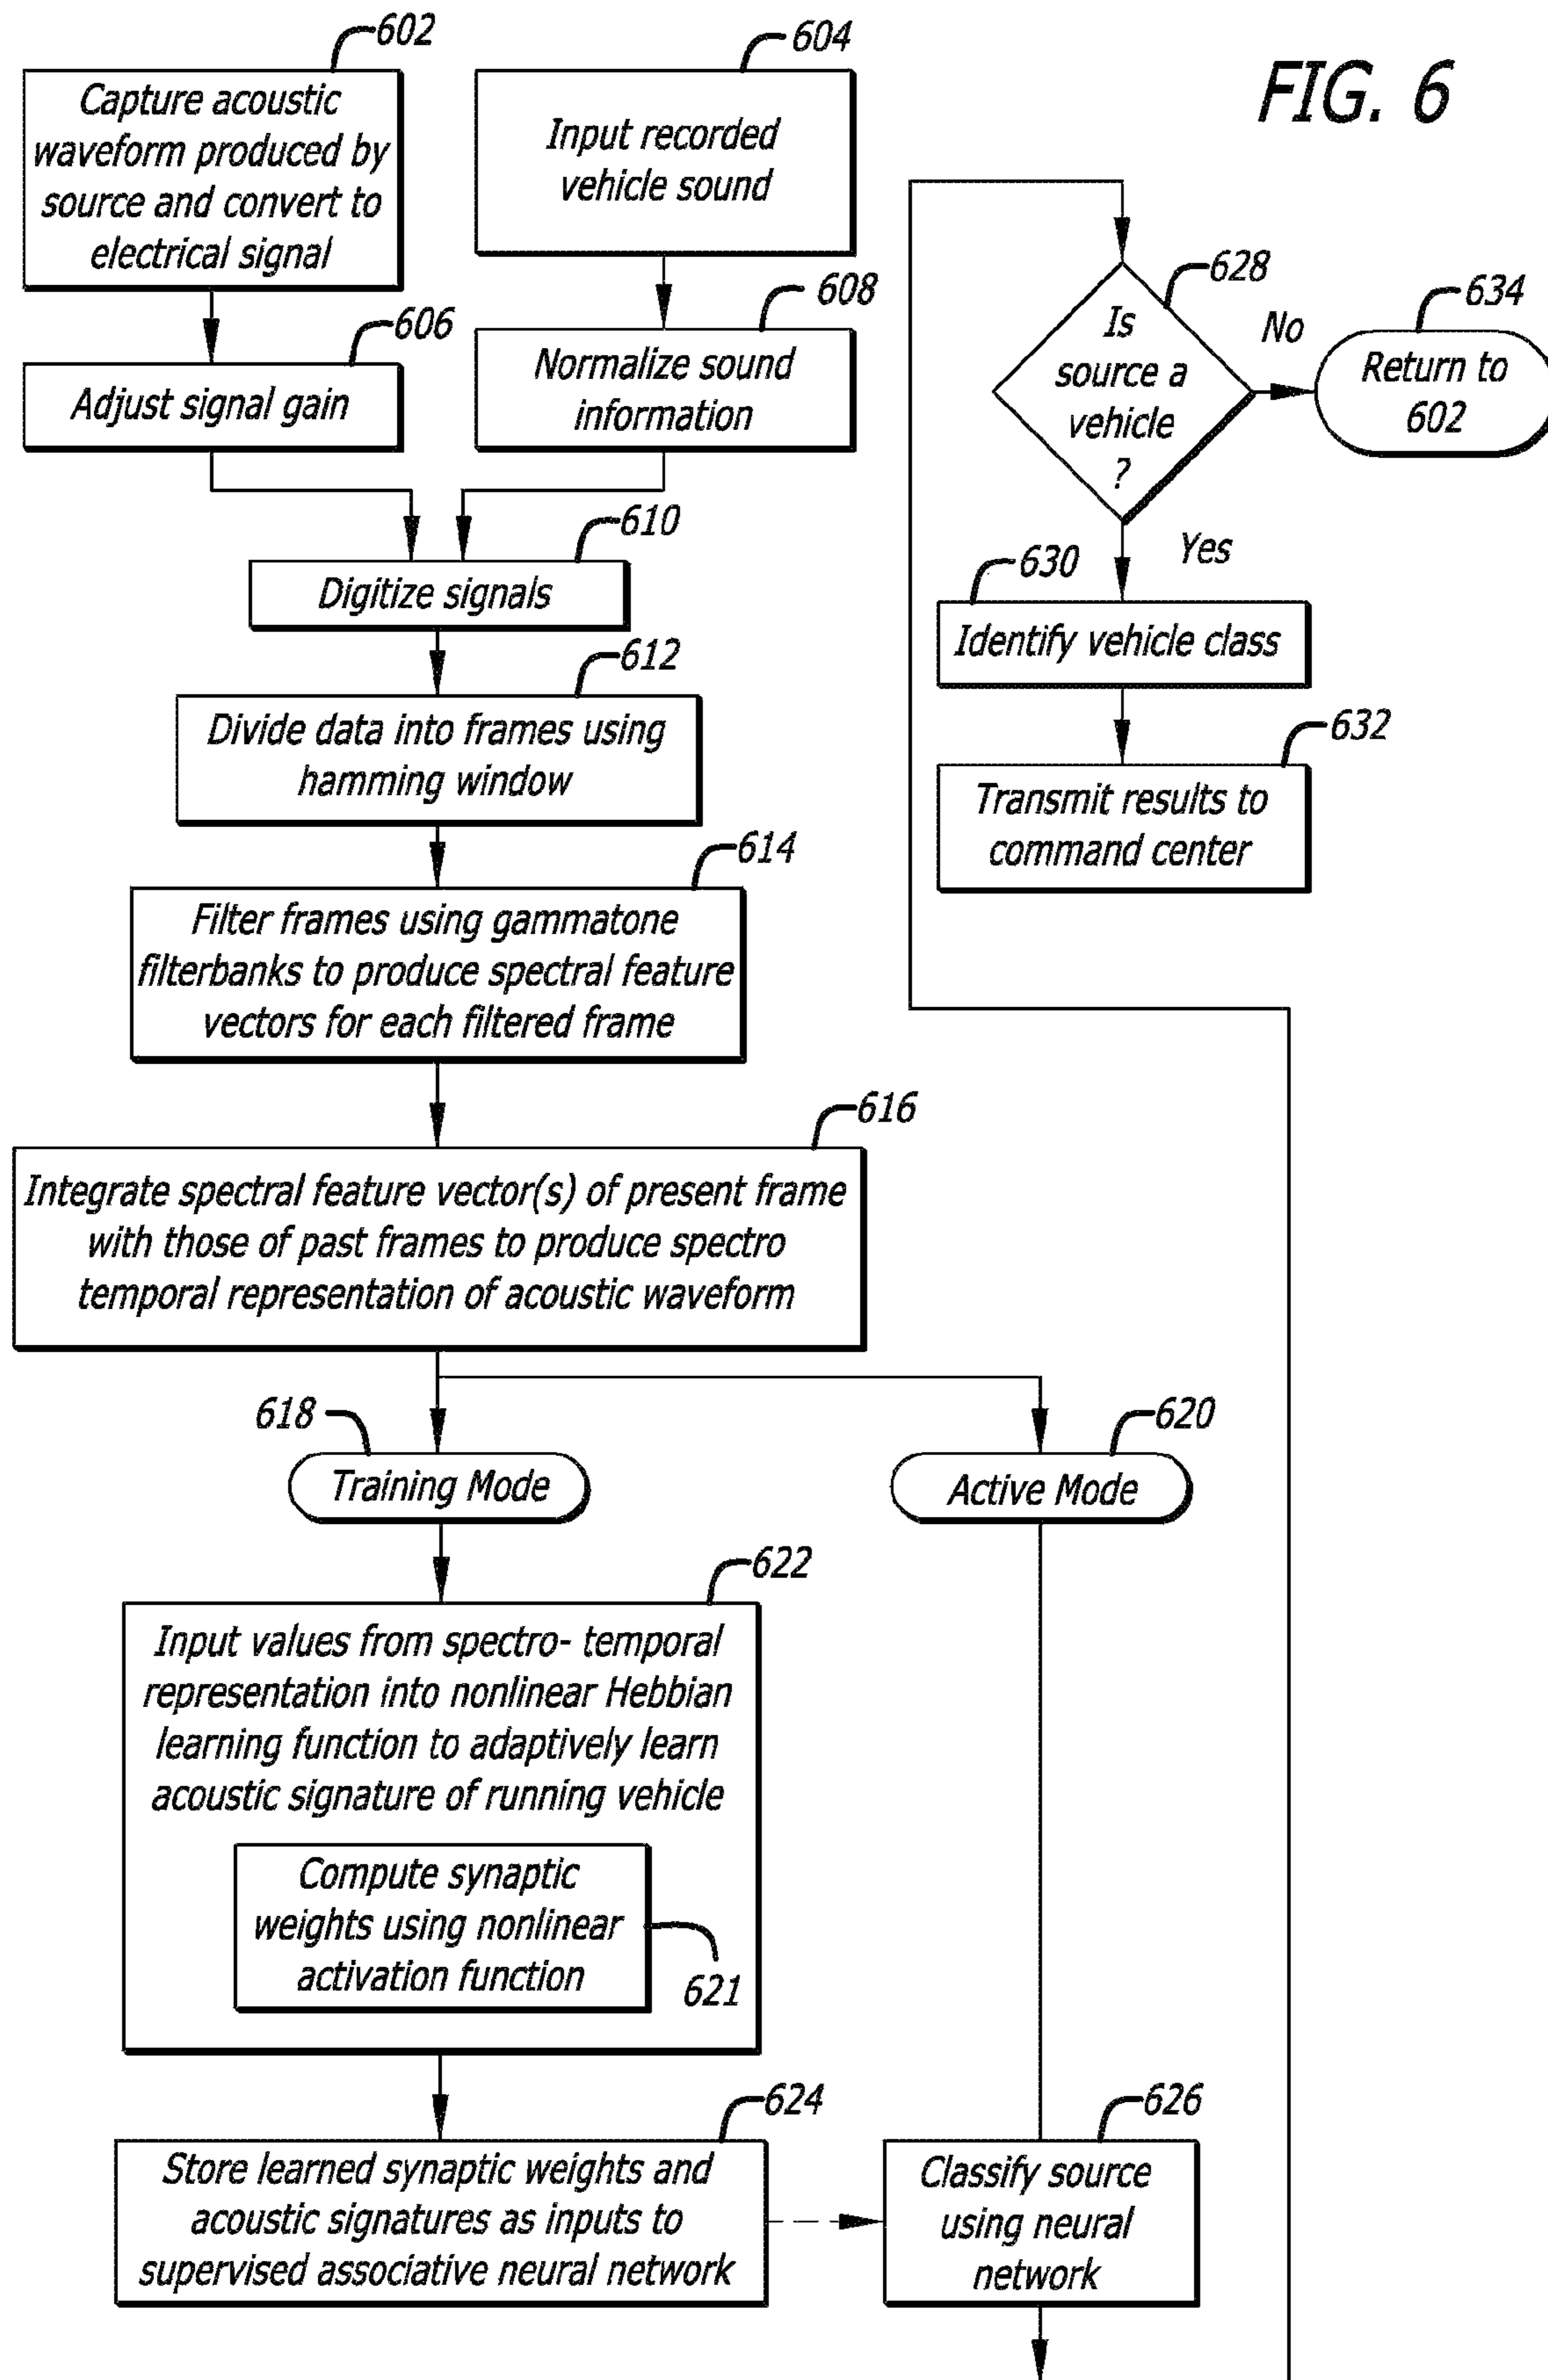 602
Capture acoustic
waveform produced by
source and convert to
electrical signal
604
Input recorded
vehicle sound
FIG. 6
606
Adjust signal gain
608
Normalize sound
information
610
Digitize signals
612
Divide data into frames using
hamming window
614
Filter frames using gammatone
filterbanks to produce spectral feature
vectors for each filtered frame
616
Integrate spectral feature vector(s) of present frame
with those of past frames to produce spectro
temporal representation of acoustic waveform
618
Training Mode
620
Active Mode
622
Input values from spectro- temporal
representation into nonlinear Hebbian
learning function to adaptively learn
acoustic signature of running vehicle
Compute synaptic
weights using nonlinear
activation function
621
624
Store learned synaptic weights and
acoustic signatures as inputs to
supervised associative neural network
626
Classify source
using neural
network
628
Is
source a
vehicle
?
No
634
Return to
602
Yes
630
Identify vehicle class
632
Transmit results to
command center